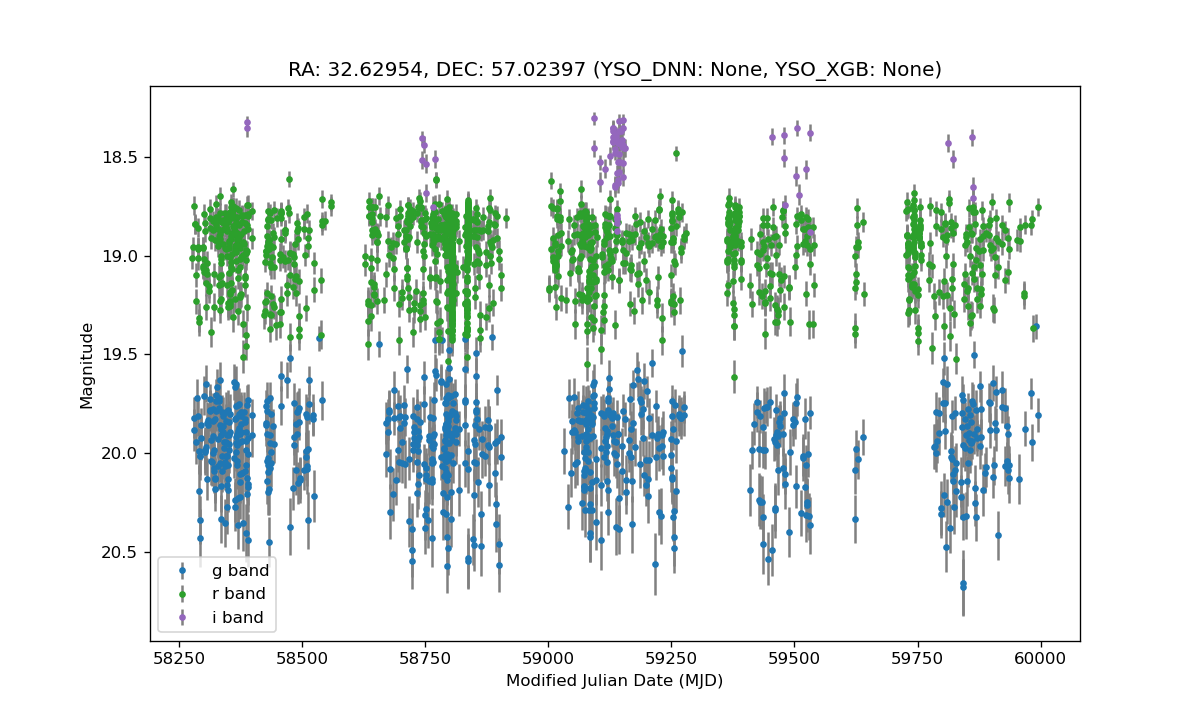 RA: 32.62954, DEC: 57.02397 (YSO_DNN: None, YSO_XGB: None)
Magnitude
18.5
19.0
19.5
20.0
20.5
g band
r band
i band
58250 58500 58750 59000 59250 59500 59750 60000
Modified Julian Date (MJD)